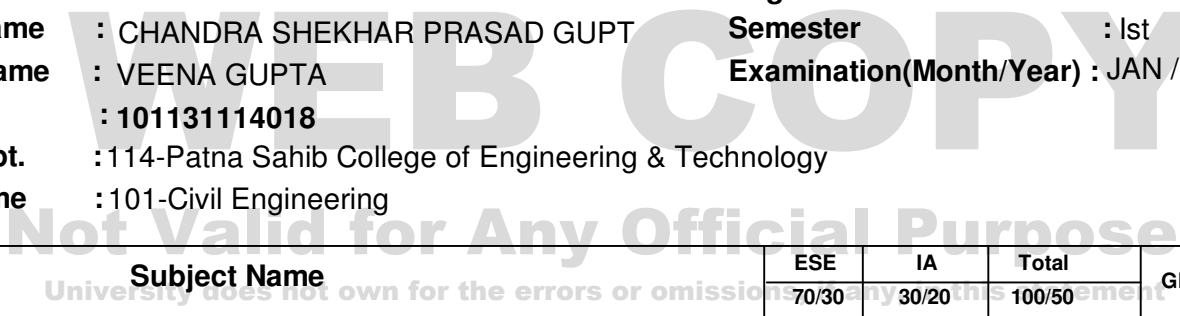 ame : CHANDRA SHEKHAR PRASAD GUPT Semester : Ist
ame : VEENA GUPTA Examination(Month/Year) : JAN /
: 101131114018
pt. : 114-Patna Sahib College of Engineering & Technology
ne : 101-Civil Engineering
WEB COPY
Not Valid for Any Official Purpose
Subject Name ESE IA Total
University does not own for the errors or omissions, if any, in this statement
70/30 30/20 100/50